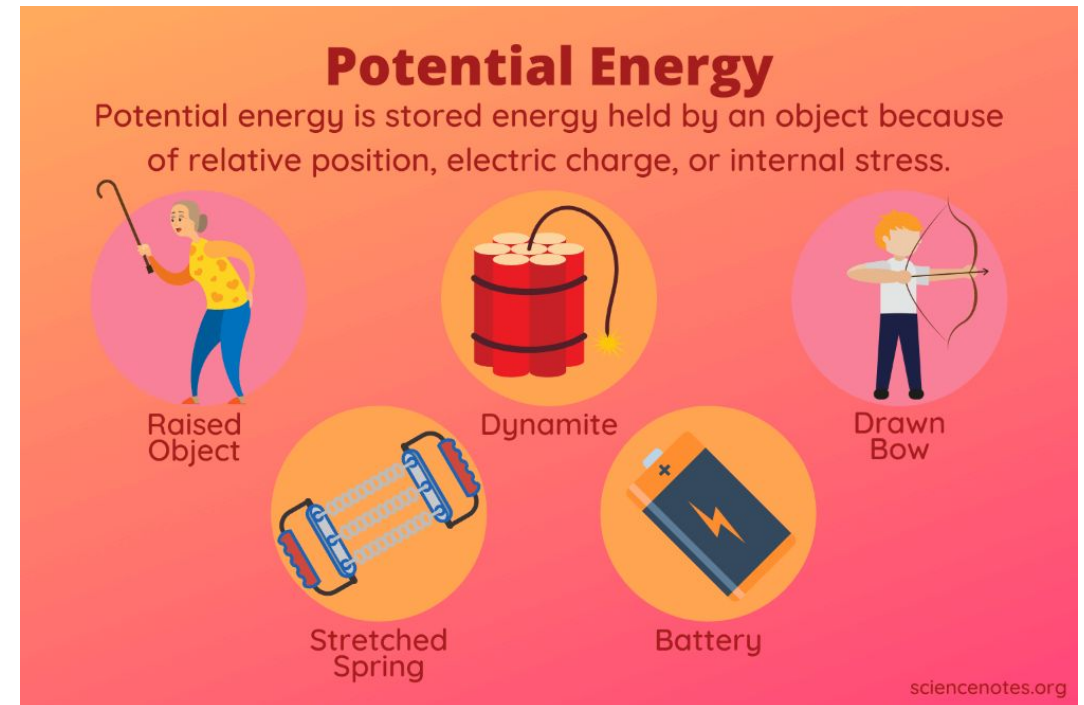 Potential Energy
Potential energy is stored energy held by an object because
of relative position, electric charge, or internal stress.
Raised
Object
Dynamite
Drawn
Bow
Stretched
Spring
+
Battery
sciencenotes.org